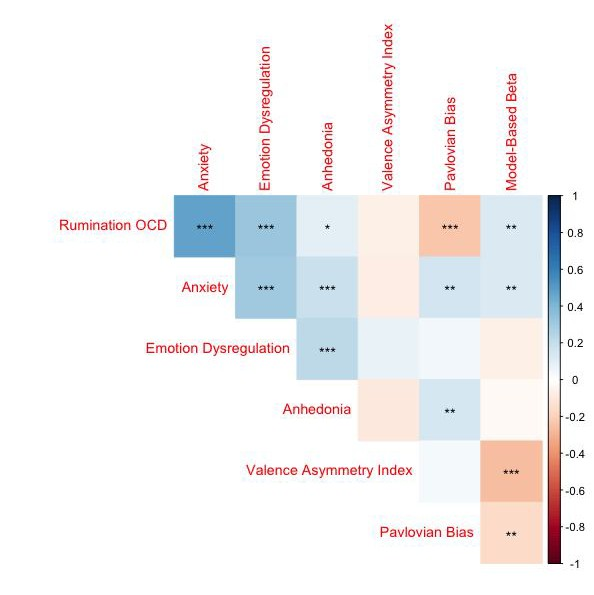 Anxiety
Emotion Dysregulation
Anhedonia
Valence Asymmetry Index
Pavlovian Bias
Model-Based Beta
Rumination OCD
*** *** * *** **
Anxiety
*** *** ** **
Emotion Dysregulation
***
Anhedonia
**
Valence Asymmetry Index
***
Pavlovian Bias
**
1
0.8
0.6
0.4
0.2
0
-0.2
-0.4
-0.6
-0.8
-1